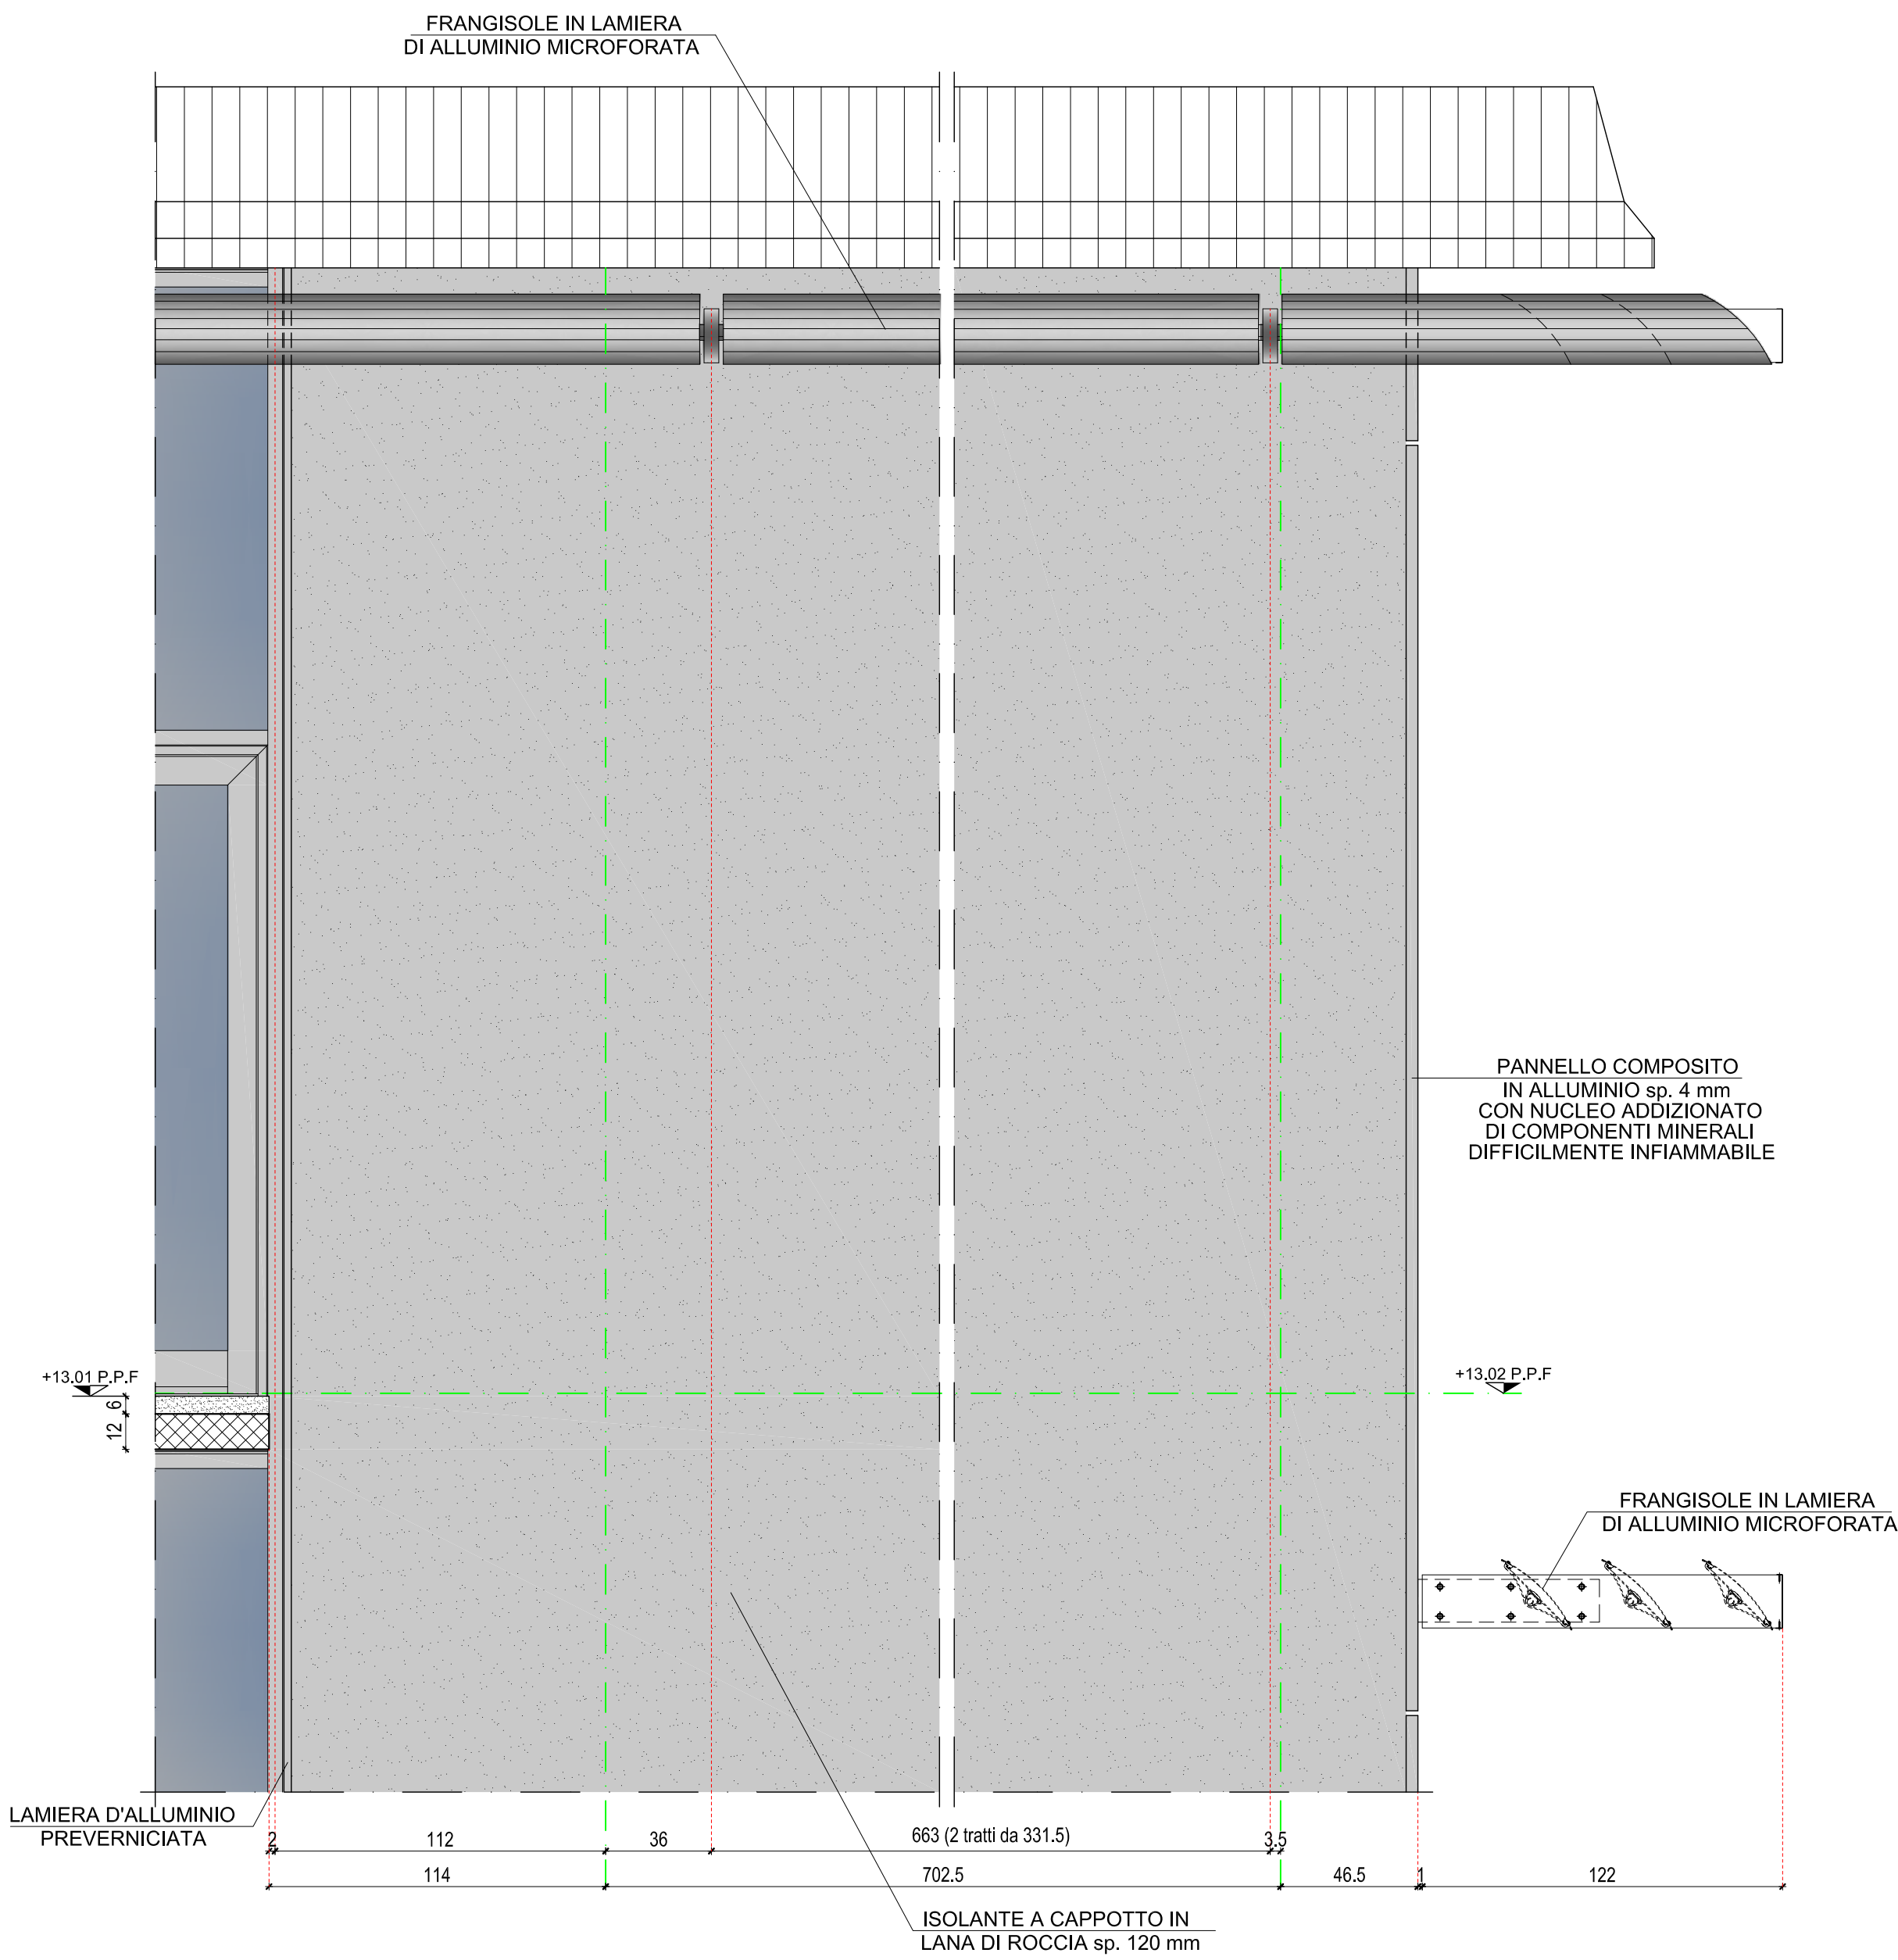 FRANGISOLE IN LAMIERA
DI ALLUMINIO MICROFORATA
PANNELLO COMPOSITO
IN ALLUMINIO sp. 4 mm
CON NUCLEO ADDIZIONATO
DI COMPONENTI MINERALI
DIFFICILMENTE INFIAMMABILE
+13.01 P.P.F
+13.02 P.P.F
6
12
FRANGISOLE IN LAMIERA
DI ALLUMINIO MICROFORATA
LAMIERA D'ALLUMINIO
PREVERNICIATA
2 112 36 663 (2 tratti da 331.5) 3.5
114 702.5 46.5 1 122
ISOLANTE A CAPPOTTO IN
LANA DI ROCCIA sp. 120 mm